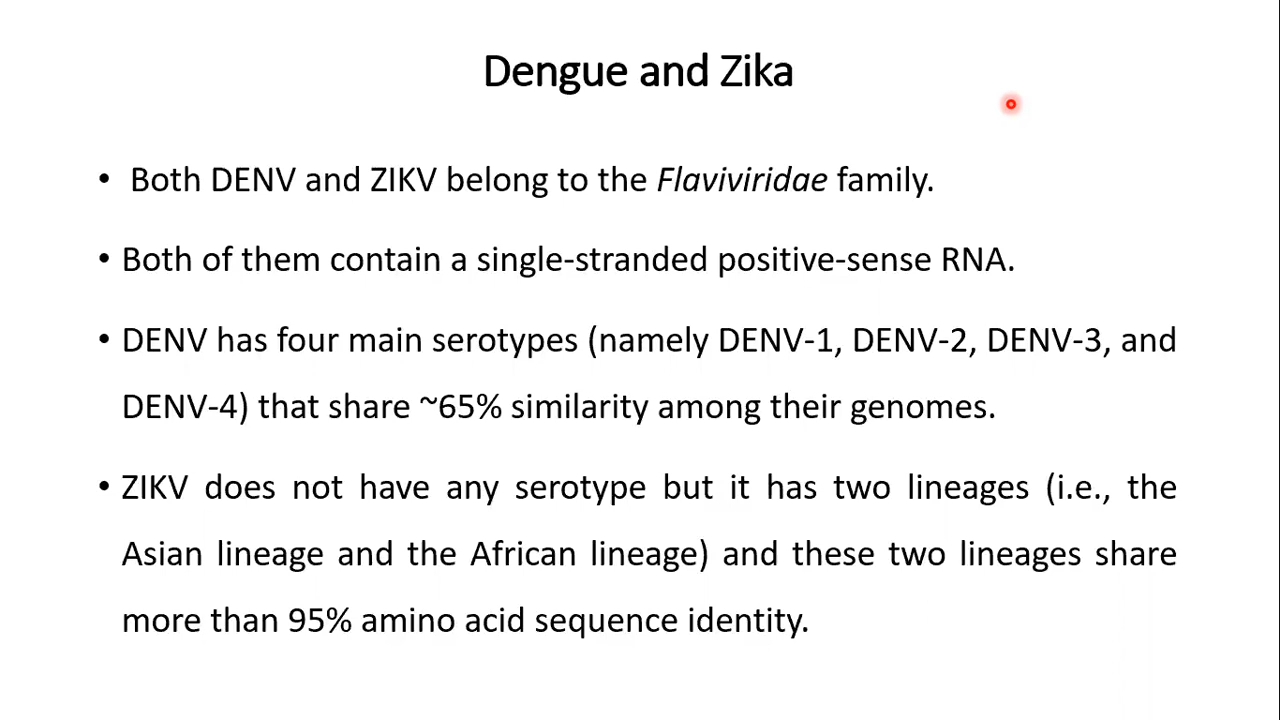 Dengue and Zika
• Both DENV and ZIKV belong to the Flaviviridae family.
• Both of them contain a single-stranded positive-sense RNA.
• DENV has four main serotypes (namely DENV-1, DENV-2, DENV-3, and
DENV-4) that share ~65% similarity among their genomes.
• ZIKV does not have any serotype but it has two lineages (i.e., the
Asian lineage and the African lineage) and these two lineages share
more than 95% amino acid sequence identity.